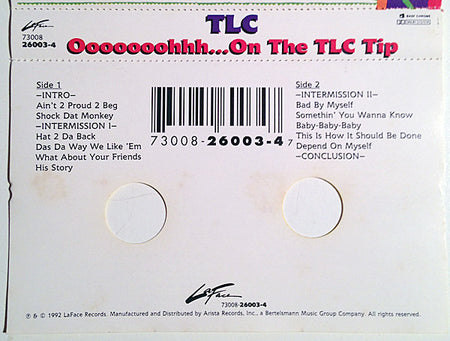 LaFace
73008
26003-4
TLC
Ooooooohhh...On The TLC Tip
BASF CHROME
Side 1
—INTRO—
Ain't 2 Proud 2 Beg
Shock Dat Monkey
—INTERMISSION I—
Hat 2 Da Back
Das Da Way We Like 'Em
What About Your Friends
His Story
73008-26003-4 7
Side 2
—INTERMISSION II—
Bad By Myself
Somethin' You Wanna Know
Baby-Baby-Baby
This is How It Should Be Done
Depend On Myself
—CONCLUSION—
LaFace
73008-26003-4
℗ & © 1992 LaFace Records. Manufactured and Distributed by Arista Records, Inc., a Bertelsmann Music Group Company. All rights reserved.